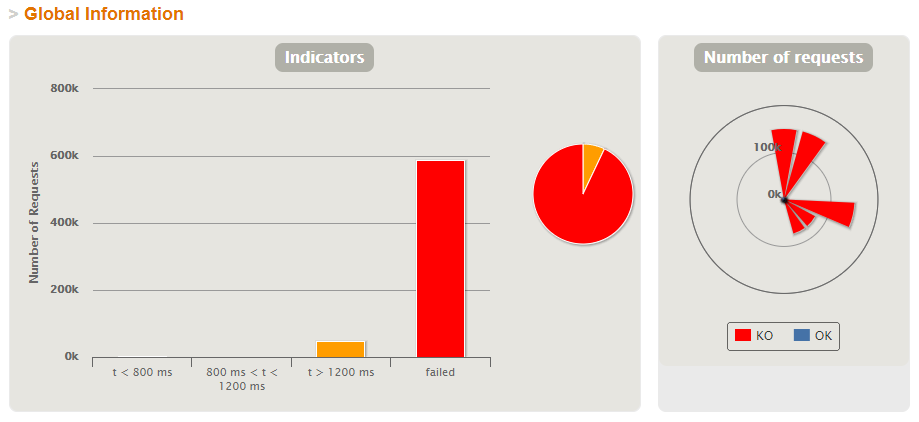 > Global Information
Indicators
Number of requests
800k
600k
400k
200k
0k
Number of Requests
t < 800 ms
800 ms < t <
1200 ms
t > 1200 ms
failed
100k
0k
KO
OK